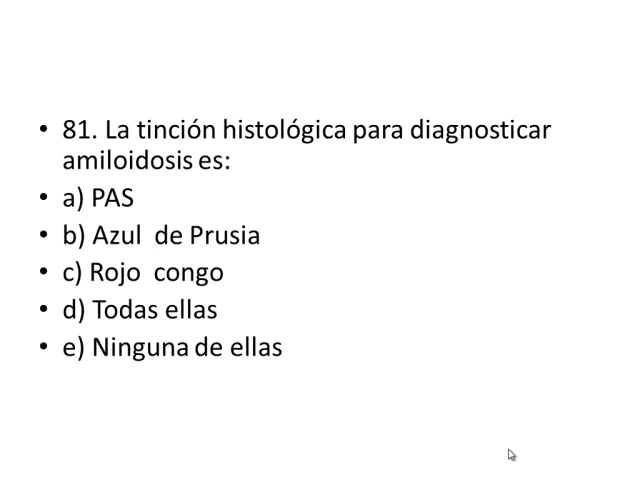 • 81. La tinción histológica para diagnosticar
amiloidosis es:
• a) PAS
• b) Azul de Prusia
• c) Rojo congo
• d) Todas ellas
• e) Ninguna de ellas